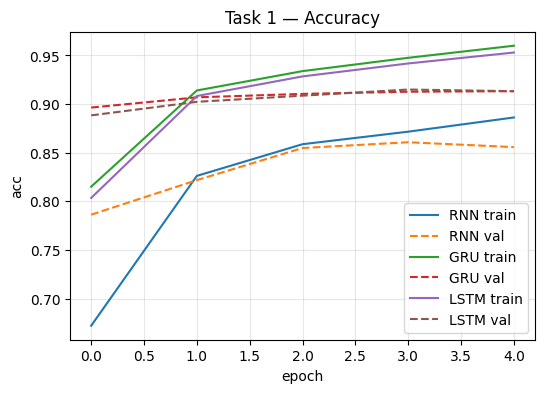 Task 1 — Accuracy
acc
0.95
0.90
0.85
0.80
0.75
0.70
RNN train
RNN val
GRU train
GRU val
LSTM train
LSTM val
0.0 0.5 1.0 1.5 2.0 2.5 3.0 3.5 4.0
epoch